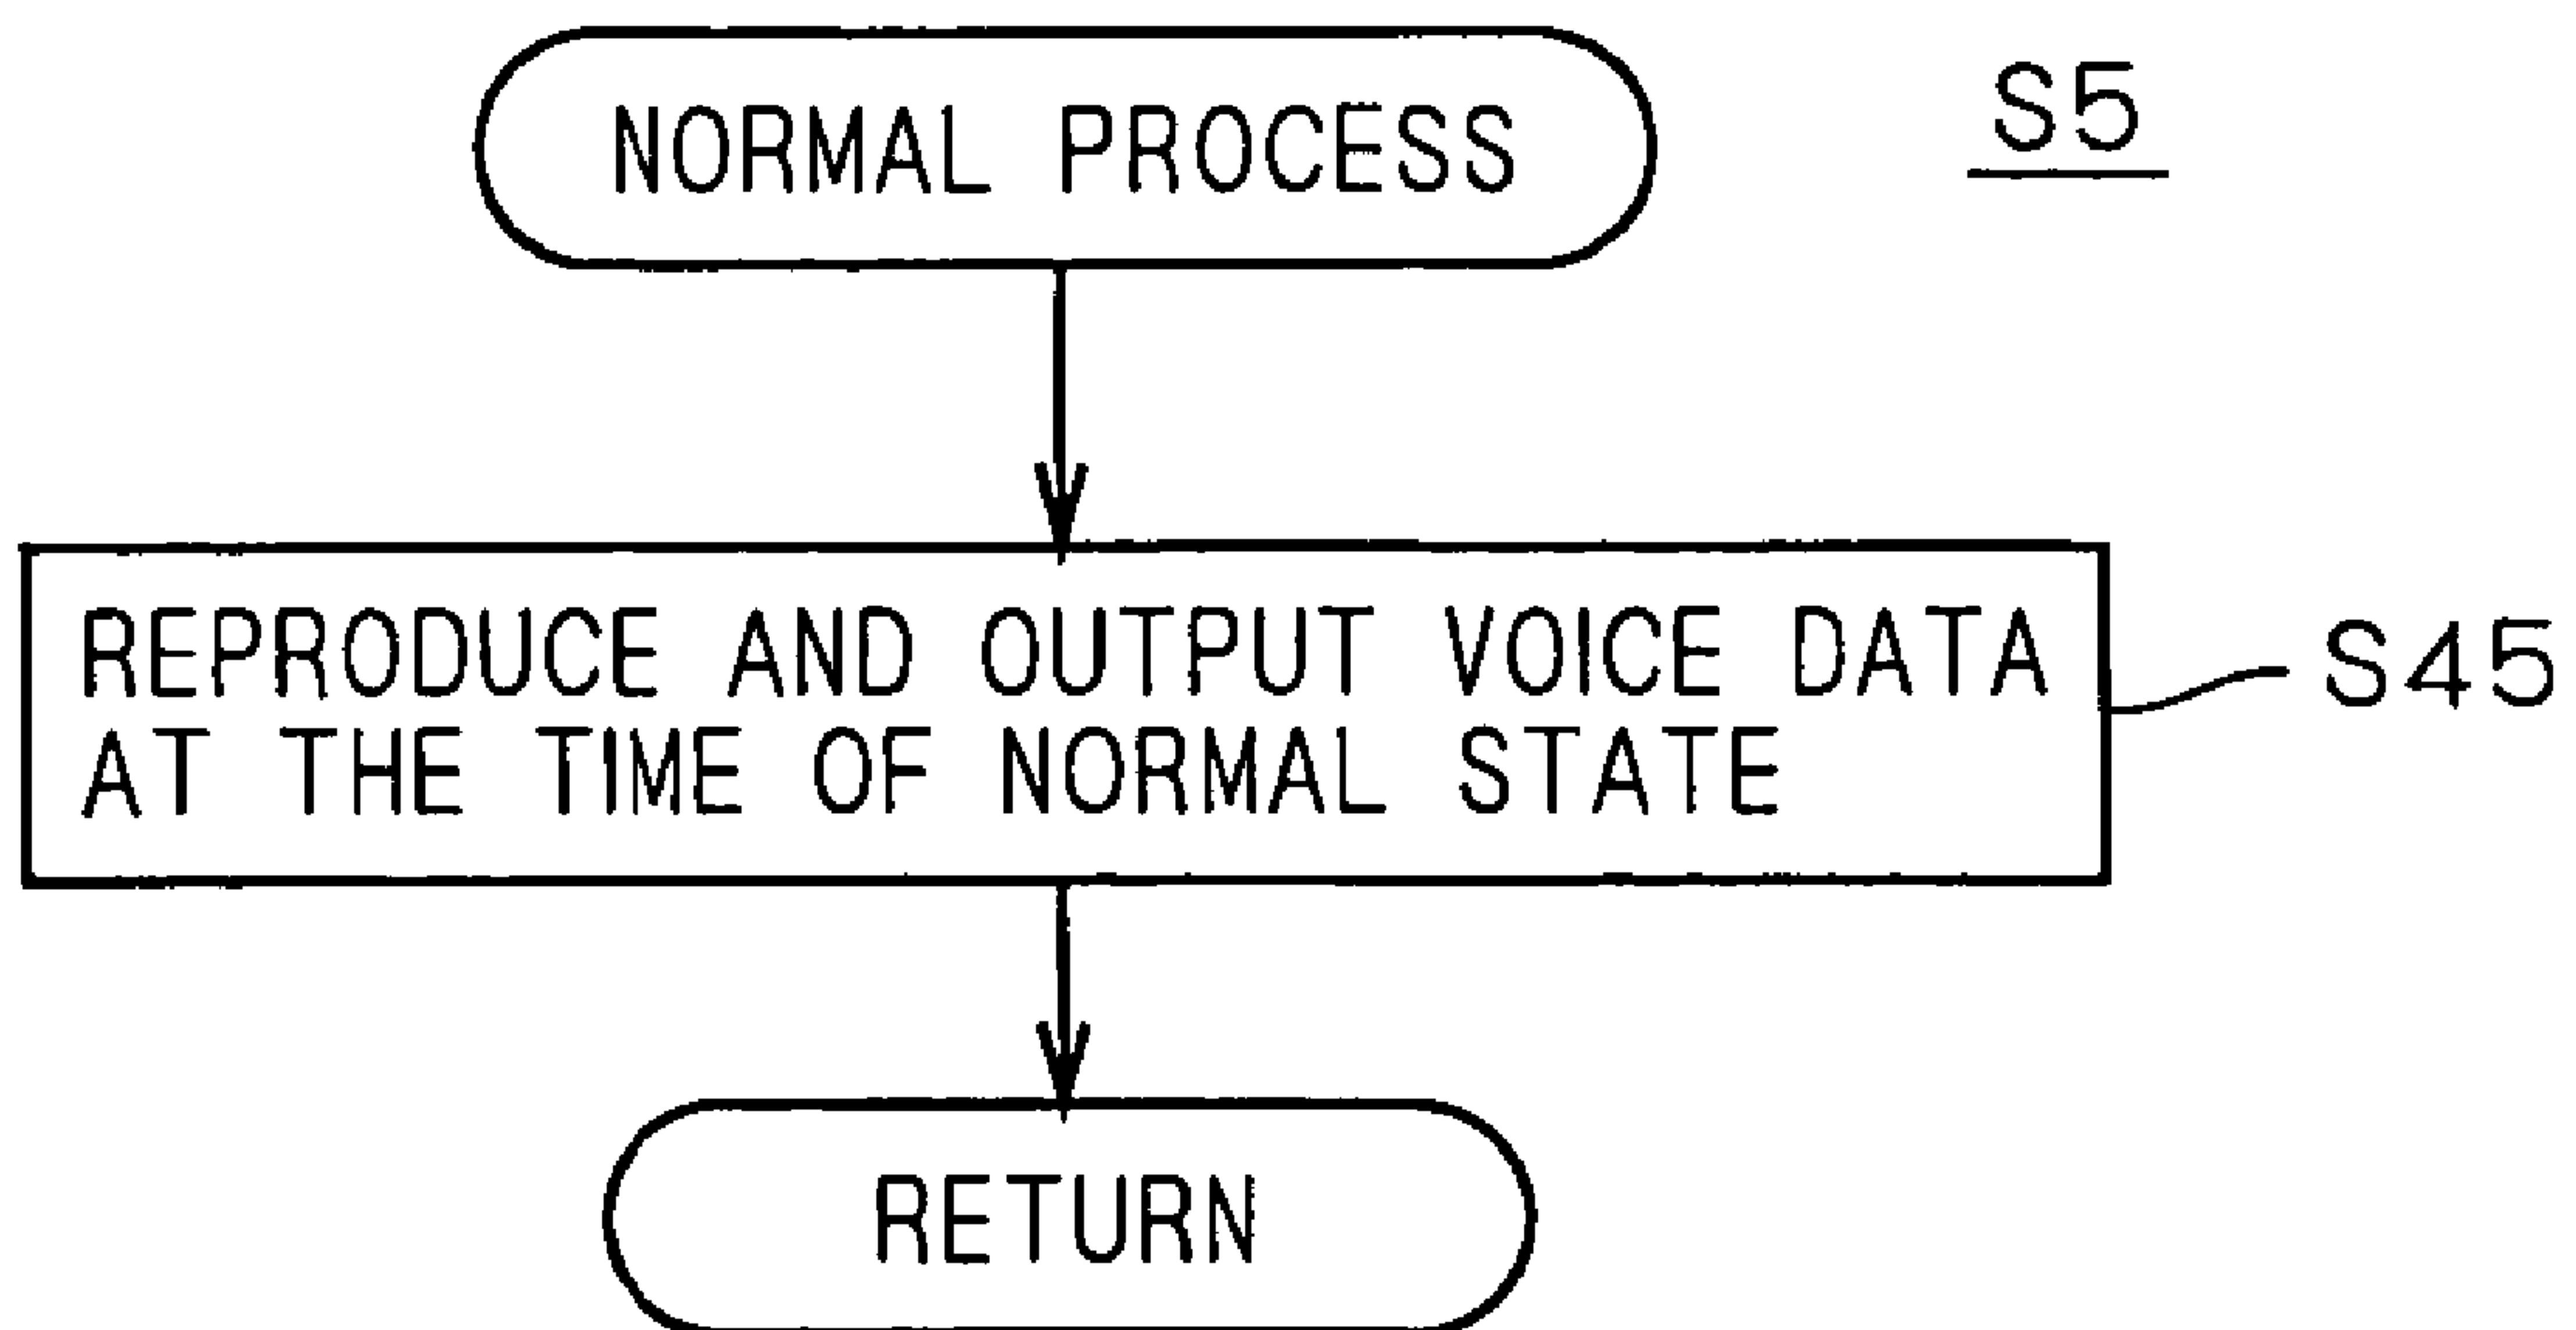 NORMAL PROCESS
S5
REPRODUCE AND OUTPUT VOICE DATA
AT THE TIME OF NORMAL STATE
S45
RETURN